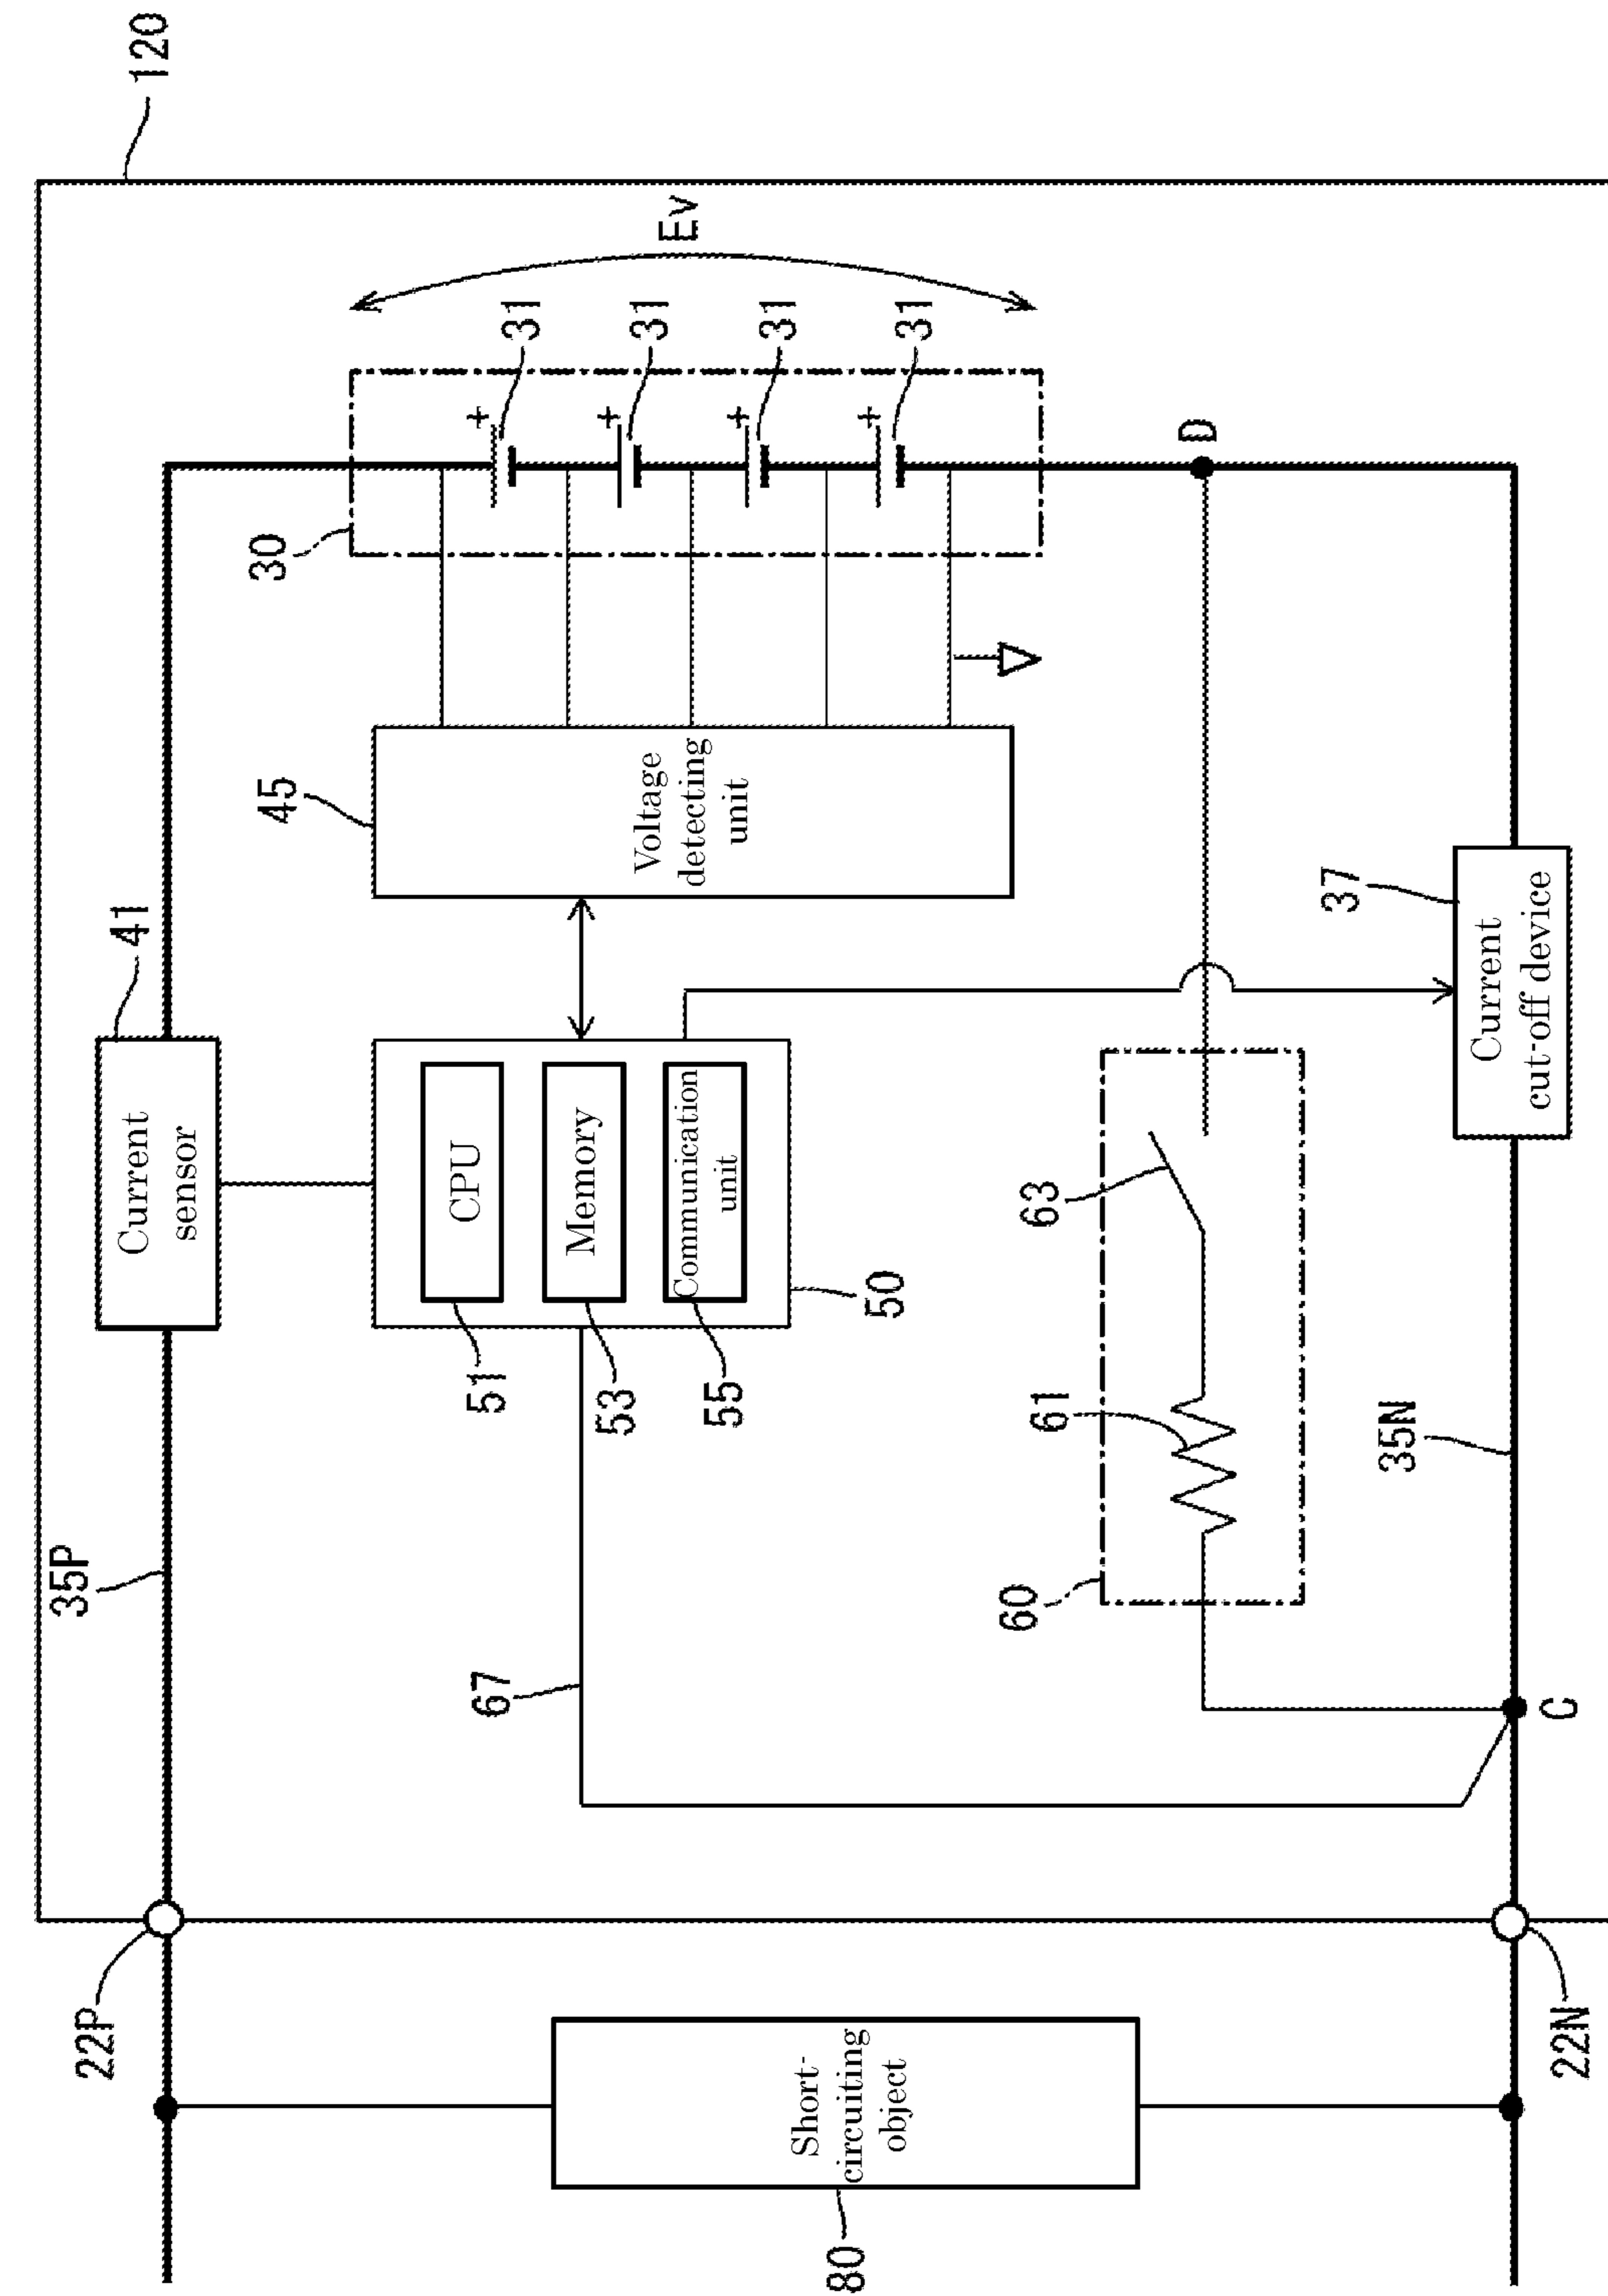 120
Current
sensor
41
35P
22P
30
Ev
+
31
+
31
+
31
+
31
45
Voltage
detecting
unit
CPU
Memory
Communication
unit
51
53
55
50
67
D
63
61
60
37
Current
cut-off device
35N
C
22N
Short-
circuiting
object
80